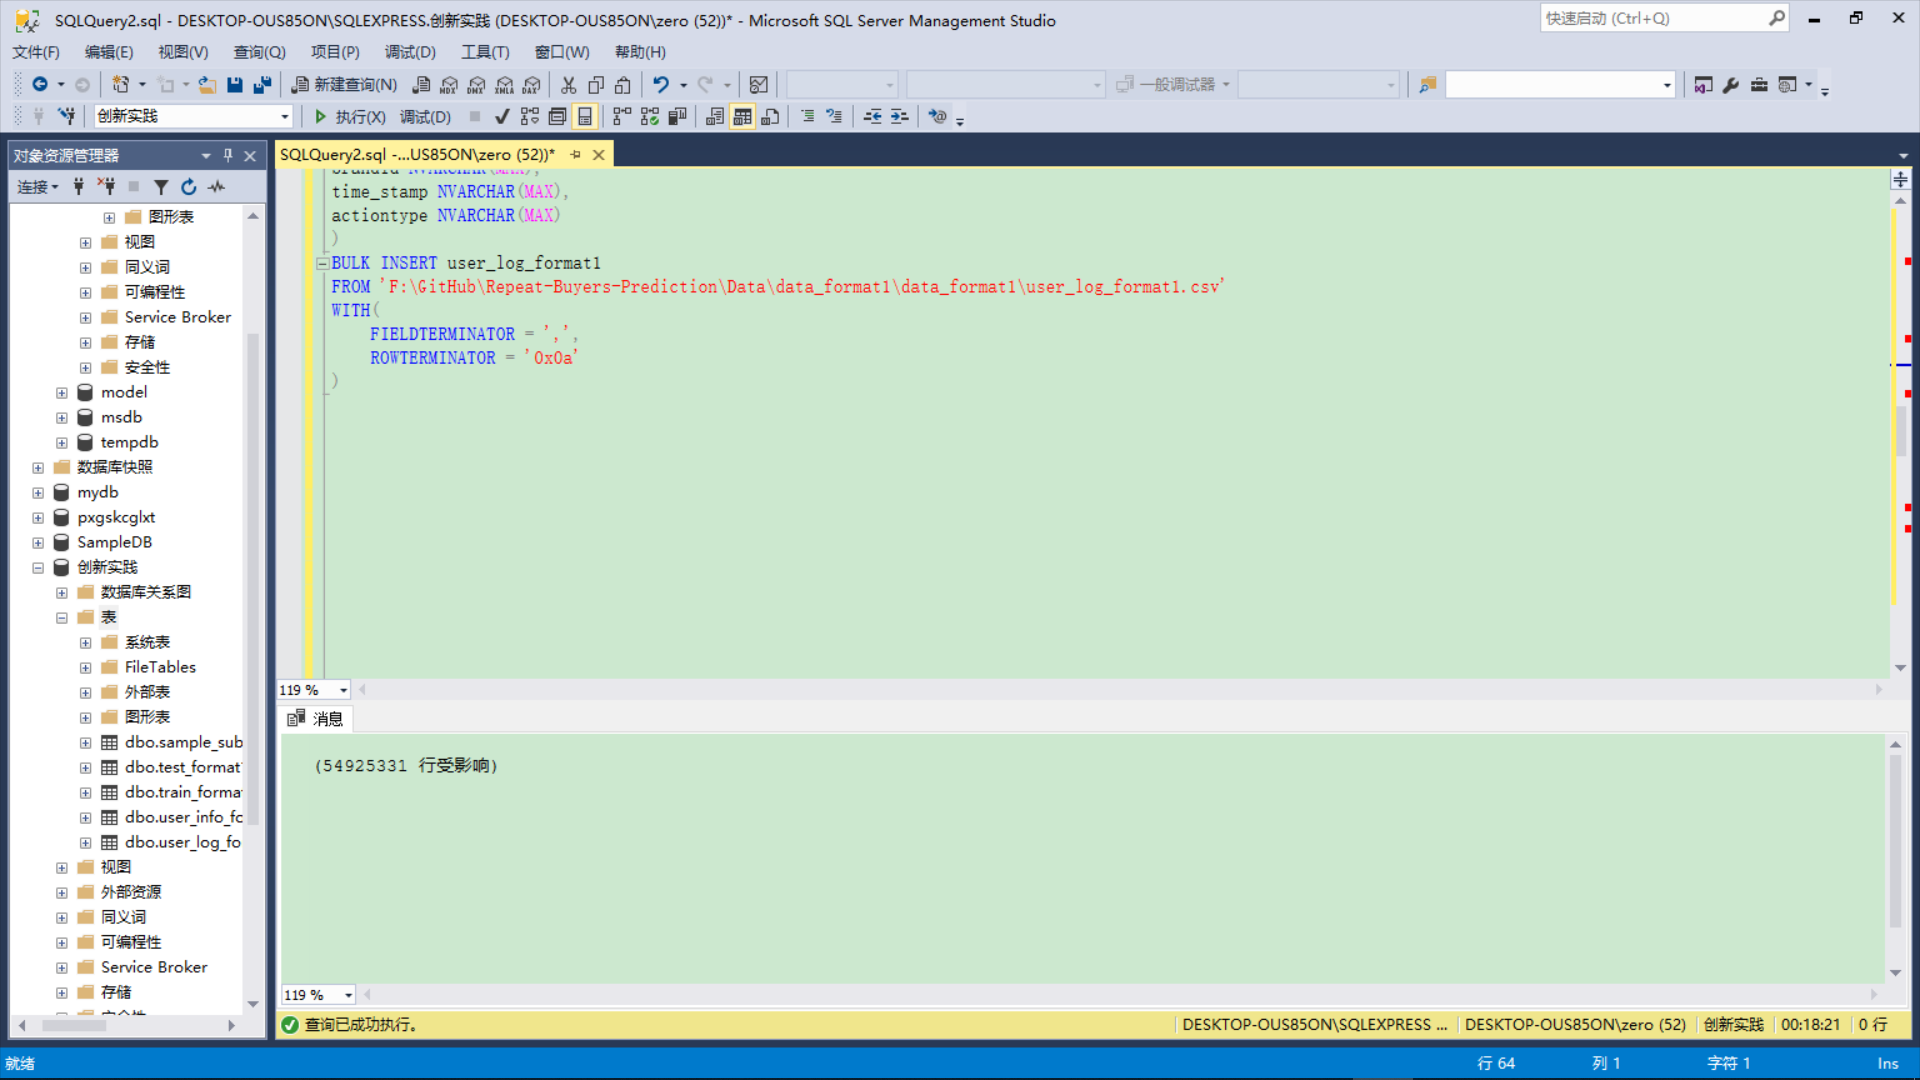 SQLQuery2.sql - DESKTOP-OUS85ON\SQLEXPRESS.创新实践 (DESKTOP-OUS85ON\zero (52))* - Microsoft SQL Server Management Studio
快速启动 (Ctrl+Q)
文件(F) 编辑(E) 视图(V) 查询(Q) 项目(P) 调试(D) 工具(T) 窗口(W) 帮助(H)
新建查询(N) MDX DMX XMLA DAX 一般调试器
创新实践 执行(X) 调试(D)
对象资源管理器
连接
图形表
视图
同义词
可编程性
Service Broker
存储
安全性
model
msdb
tempdb
数据库快照
mydb
pxgskcglxt
SampleDB
创新实践
数据库关系图
表
系统表
FileTables
外部表
图形表
dbo.sample_sub
dbo.test_format
dbo.train_forma
dbo.user_info_fo
dbo.user_log_fo
视图
外部资源
同义词
可编程性
Service Broker
存储
安全性
SQLQuery2.sql -...US85ON\zero (52))*
brandid NVARCHAR(MAX),
time_stamp NVARCHAR(MAX),
actiontype NVARCHAR(MAX)
)
BULK INSERT user_log_format1
FROM 'F:\GitHub\Repeat-Buyers-Prediction\Data\data_format1\data_format1\user_log_format1.csv'
WITH(
FIELDTERMINATOR = ',',
ROWTERMINATOR = '0x0a'
)
119 %
消息
(54925331 行受影响)
119 %
查询已成功执行。 DESKTOP-OUS85ON\SQLEXPRESS ... DESKTOP-OUS85ON\zero (52) 创新实践 00:18:21 0 行
就绪 行 64 列 1 字符 1 Ins